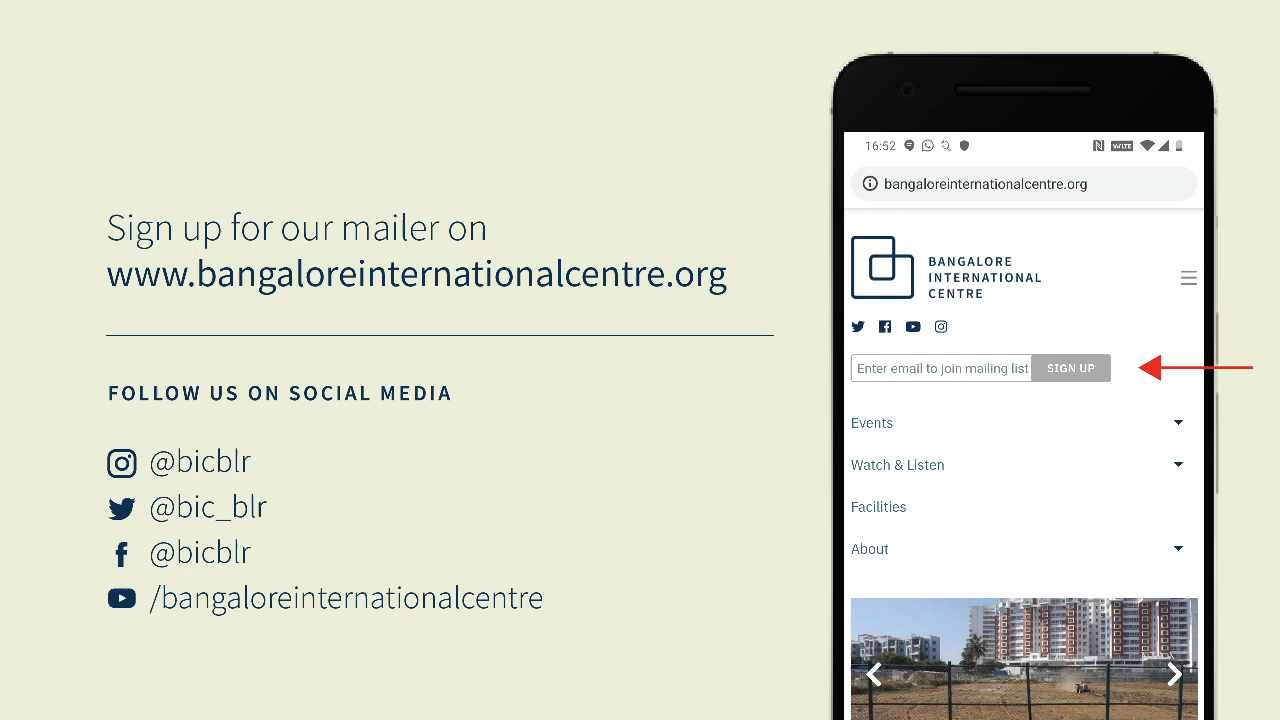 Sign up for our mailer on
www.bangaloreinternationalcentre.org
FOLLOW US ON SOCIAL MEDIA
@bicblr
@bic_blr
@bicblr
/bangaloreinternationalcentre
16:52
VoLTE
bangaloreinternationalcentre.org
BANGALORE
INTERNATIONAL
CENTRE
Enter email to join mailing list SIGN UP
Events
Watch & Listen
Facilities
About